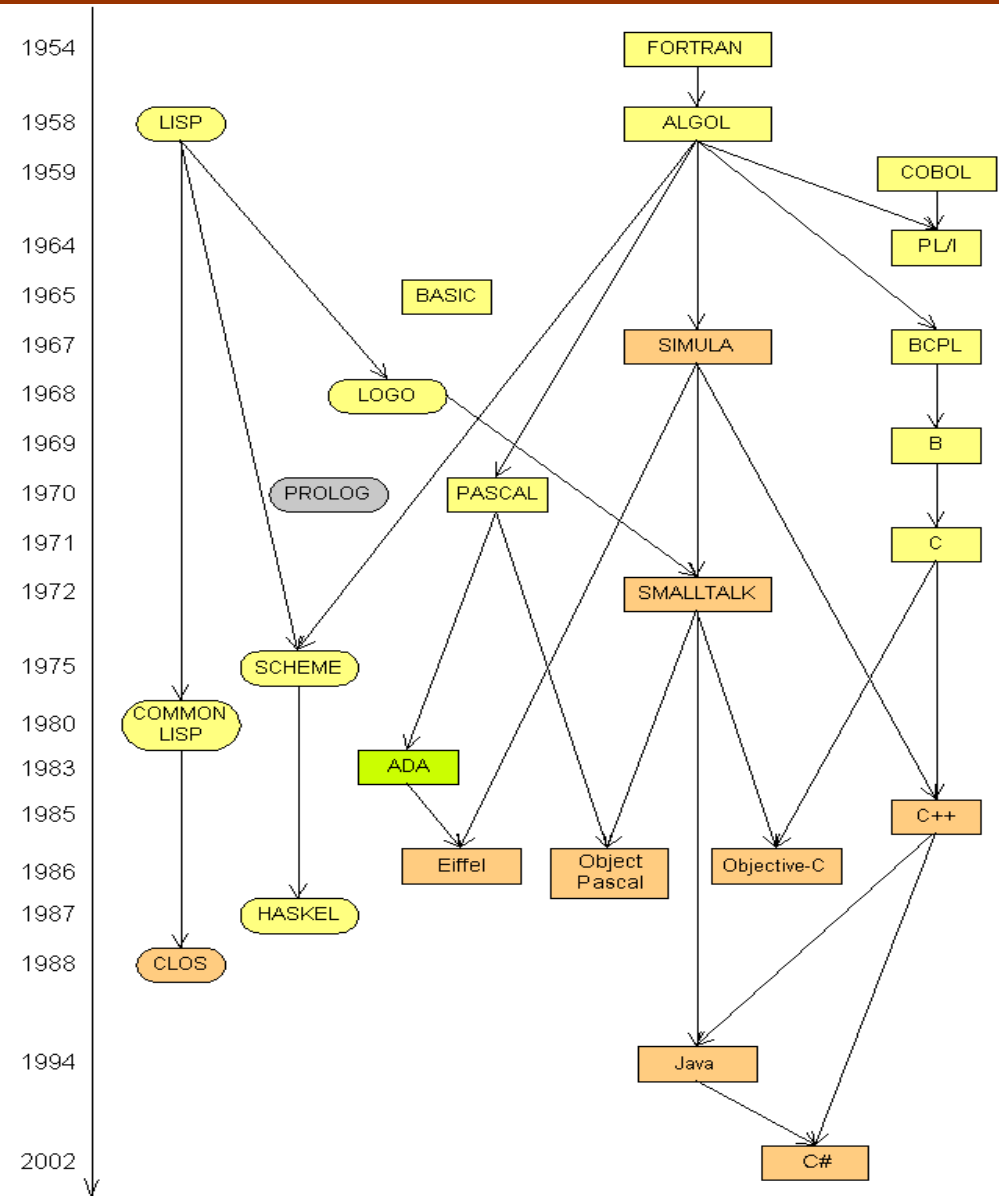 1954
FORTRAN
1958
LISP
ALGOL
1959
COBOL
1964
PL/I
1965
BASIC
1967
SIMULA
BCPL
1968
LOGO
1969
B
1970
PROLOG
PASCAL
1971
C
1972
SMALLTALK
1975
SCHEME
1980
COMMON
LISP
1983
ADA
1985
C++
1986
Eiffel
Object
Pascal
Objective-C
1987
HASKEL
1988
CLOS
1994
Java
2002
C#